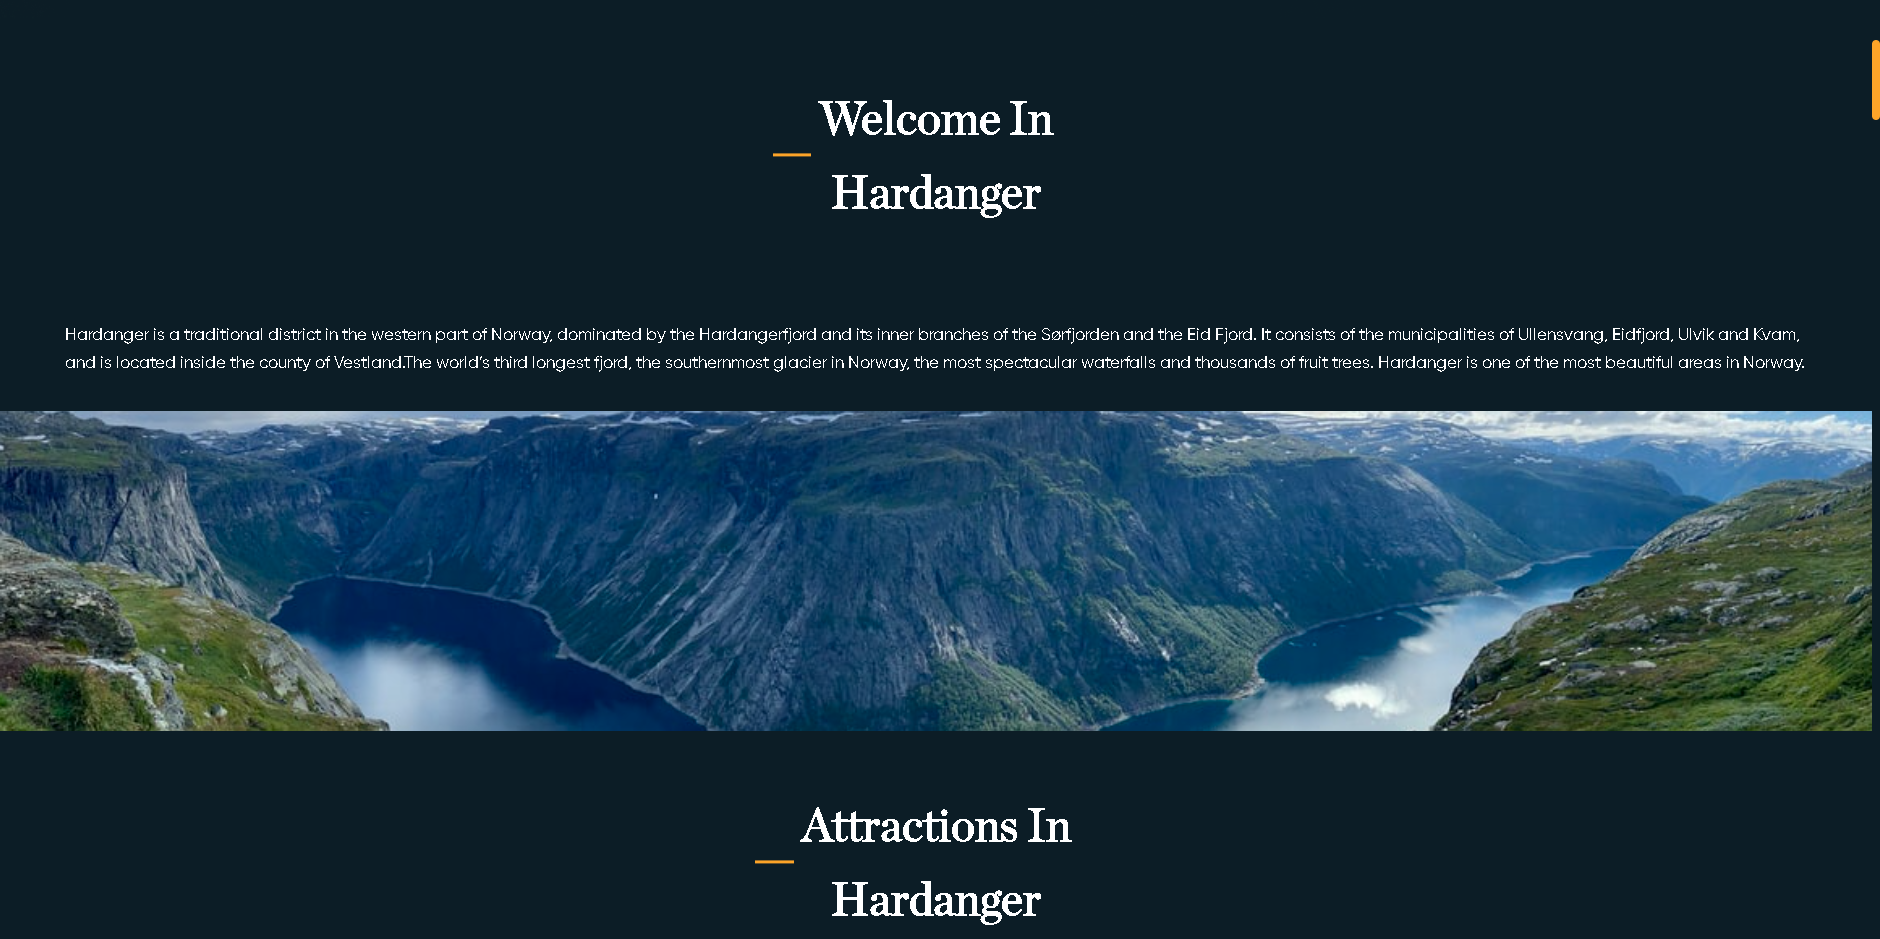 Welcome In
Hardanger
Hardanger is a traditional district in the western part of Norway, dominated by the Hardangerfjord and its inner branches of the Sørfjorden and the Eid Fjord. It consists of the municipalities of Ullensvang, Eidfjord, Ulvik and Kvam,
and is located inside the county of Vestland.The world's third longest fjord, the southernmost glacier in Norway, the most spectacular waterfalls and thousands of fruit trees. Hardanger is one of the most beautiful areas in Norway.
Attractions In
Hardanger